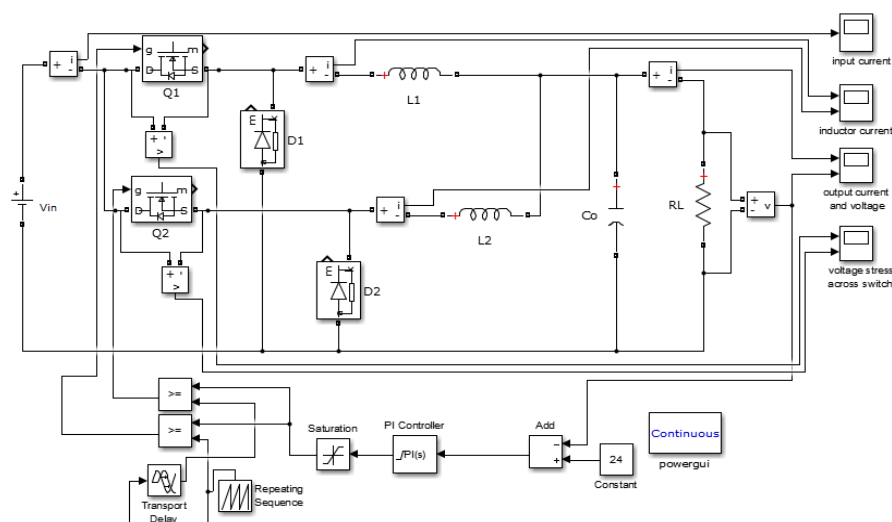 i
+ -
g m
D S
Q1
+ -
v
i
+ -
L1
i
+ -
input current
inductor current
m
D1
Vin
+
g m
D S
Q2
+ -
v
i
+ -
L2
Co
RL
+
-
v
output current
and voltage
m
D2
voltage stress
across switch
>=
>=
Saturation
PI Controller
PI(s)
Add
-
+
24
Constant
Continuous
powergui
Transport
Delay
Repeating
Sequence